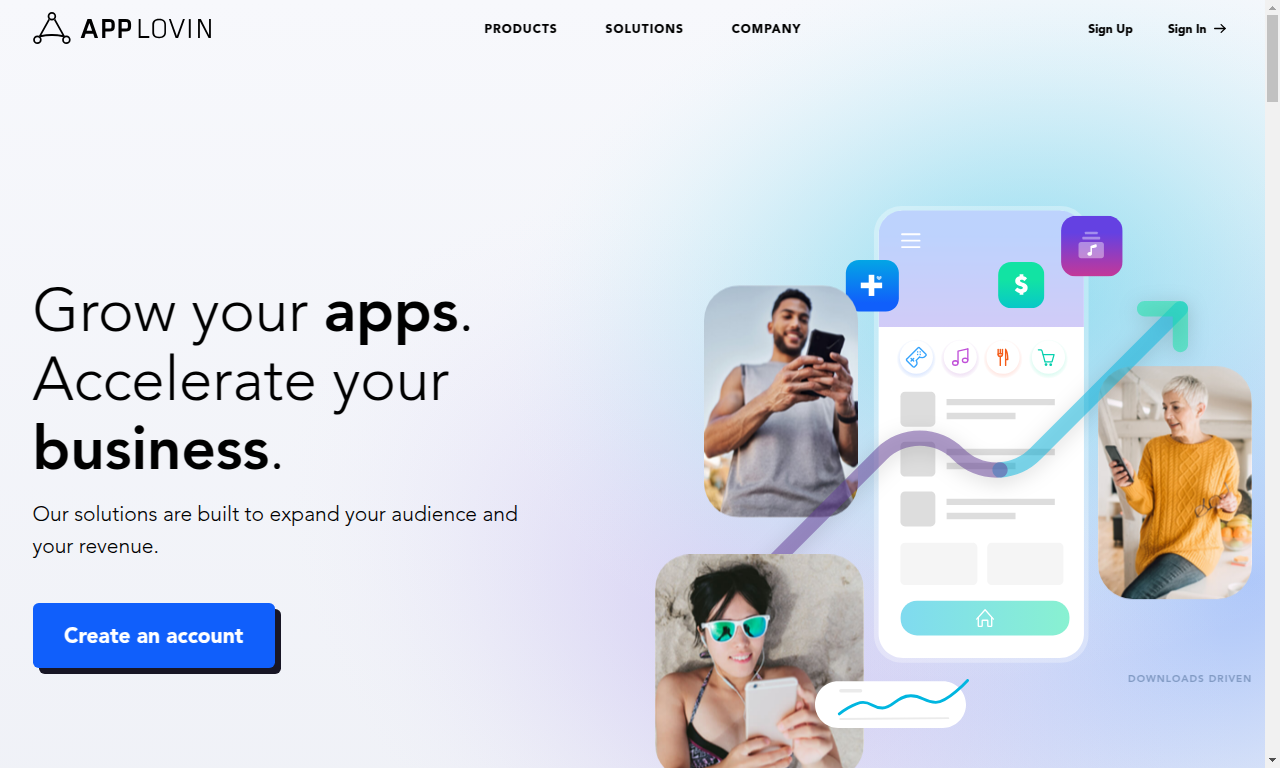 APPLOVIN
PRODUCTS
SOLUTIONS
COMPANY
Sign Up
Sign In →
Grow your apps.
Accelerate your
business.
Our solutions are built to expand your audience and
your revenue.
Create an account
$
DOWNLOADS DRIVEN